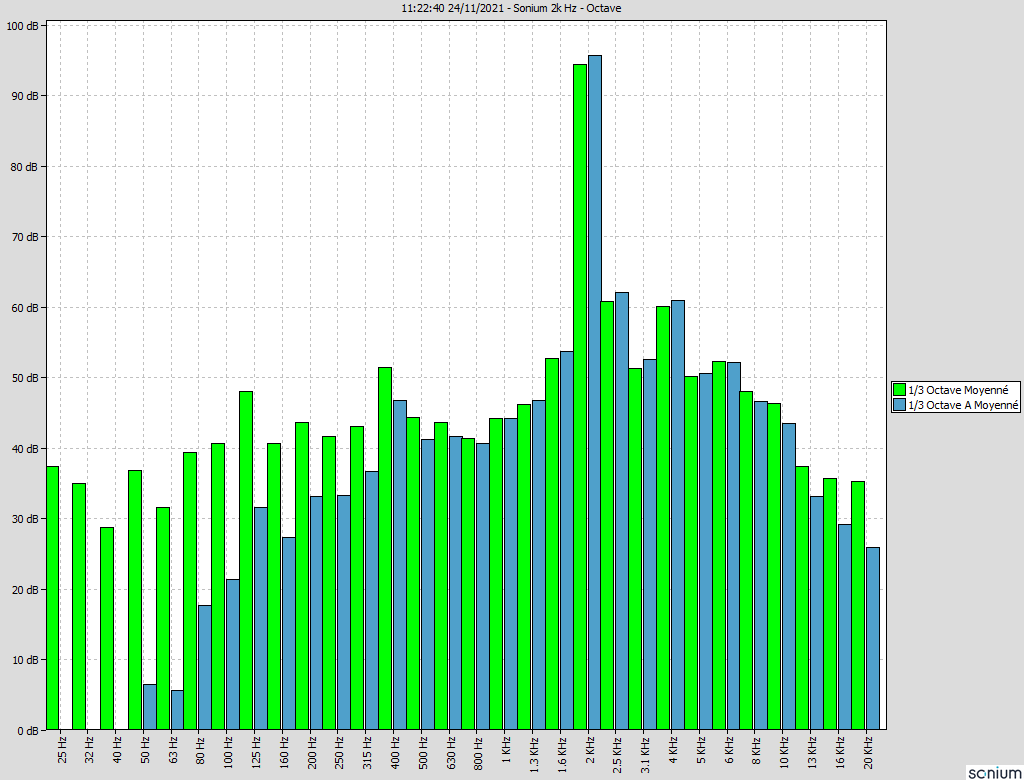 11:22:40 24/11/2021 - Sonium 2k Hz - Octave
100 dB
90 dB
80 dB
70 dB
60 dB
50 dB
40 dB
30 dB
20 dB
10 dB
0 dB
1/3 Octave Moyenné
1/3 Octave A Moyenné
25 Hz
32 Hz
40 Hz
50 Hz
63 Hz
80 Hz
100 Hz
125 Hz
160 Hz
200 Hz
250 Hz
315 Hz
400 Hz
500 Hz
630 Hz
800 Hz
1 KHz
1.3 KHz
1.6 KHz
2 KHz
2.5 KHz
3.1 KHz
4 KHz
5 KHz
6 KHz
8 KHz
10 KHz
13 KHz
16 KHz
20 KHz
sonium